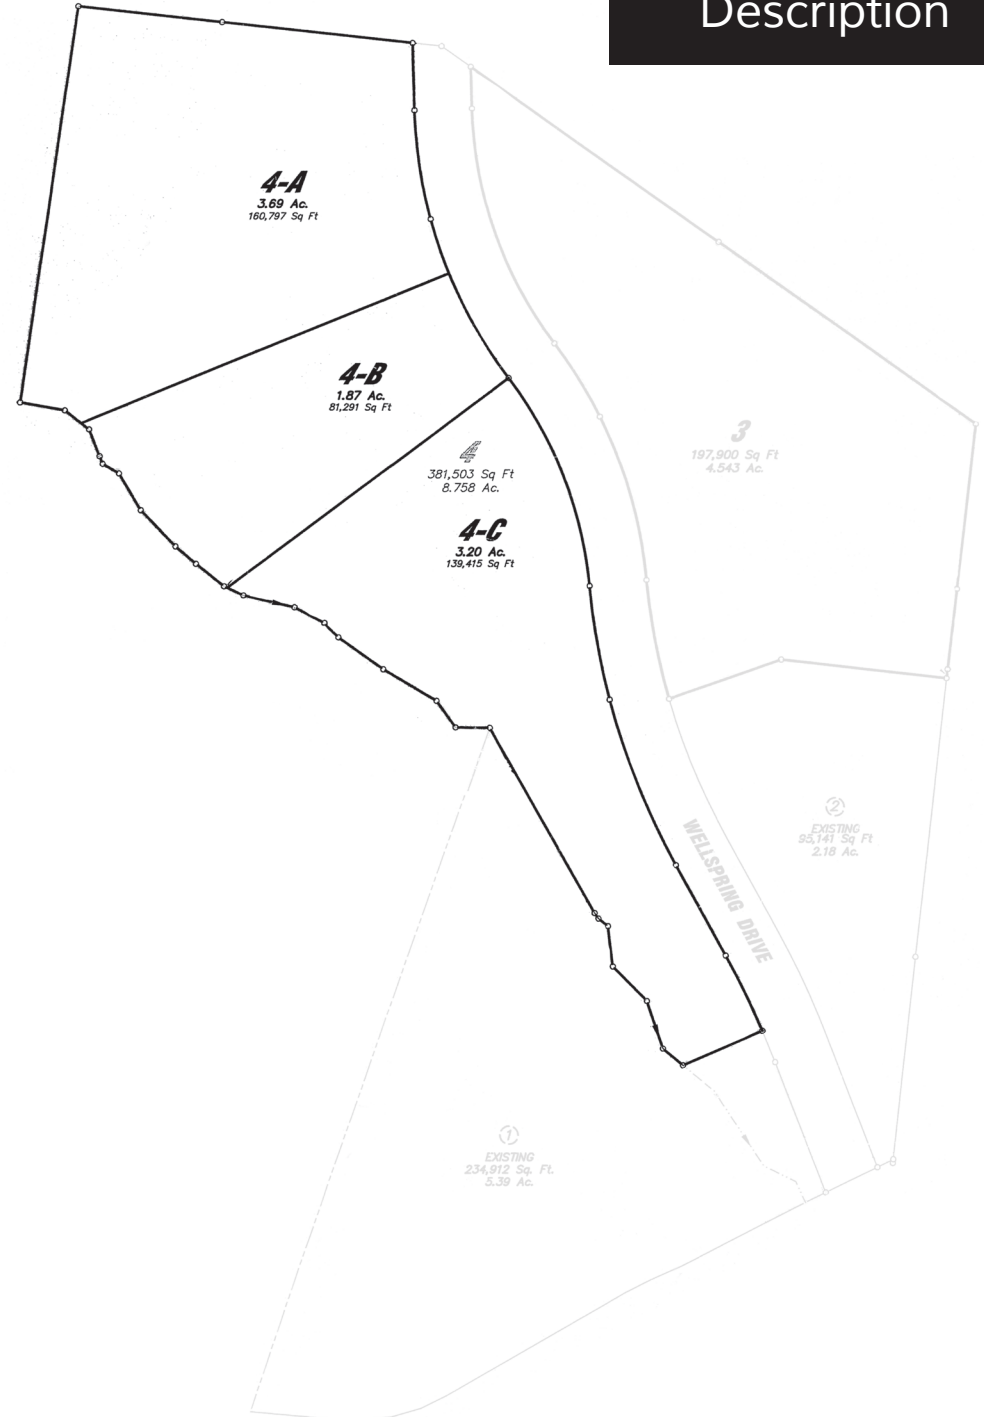 Description
4-A
3.69 Ac.
160,797 Sq Ft
4-B
1.87 Ac.
81,291 Sq Ft
4
381,503 Sq Ft
8.758 Ac.
4-C
3.20 Ac.
139,415 Sq Ft
3
197,900 Sq Ft
4.543 Ac.
2
EXISTING
95,141 Sq Ft
2.18 Ac.
WELLSPRING DRIVE
1
EXISTING
234,912 Sq. Ft.
5.39 Ac.